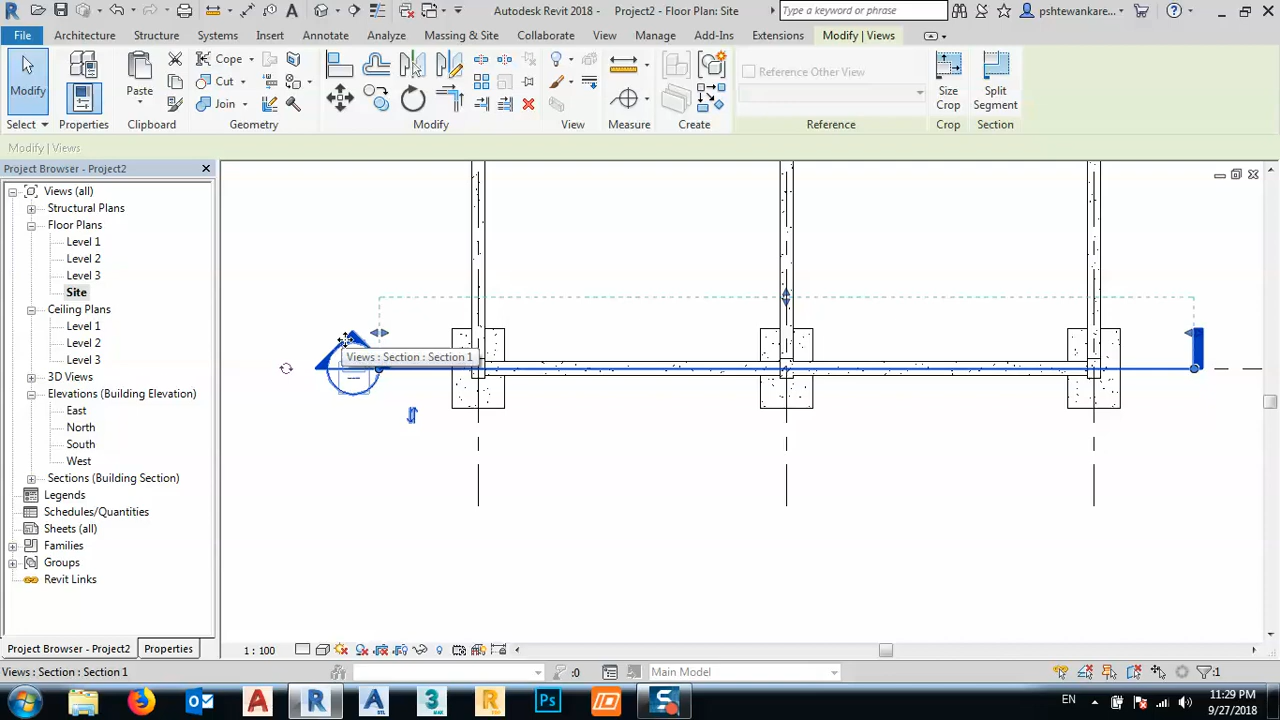 Autodesk Revit 2018 - Project2 - Floor Plan: Site
Type a keyword or phrase
pshtewankare...
File Architecture Structure Systems Insert Annotate Analyze Massing & Site Collaborate View Manage Add-Ins Extensions Modify | Views
Modify
Paste
Cope
Cut
Join
Reference Other View
Size Crop
Split Segment
Select Properties Clipboard Geometry Modify View Measure Create Reference Crop Section
Modify | Views
Project Browser - Project2
Views (all)
Structural Plans
Floor Plans
Level 1
Level 2
Level 3
Site
Ceiling Plans
Level 1
Level 2
Level 3
3D Views
Elevations (Building Elevation)
East
North
South
West
Sections (Building Section)
Legends
Schedules/Quantities
Sheets (all)
Families
Groups
Revit Links
Views : Section : Section 1
Project Browser - Project2 Properties
1 : 100
Views : Section : Section 1
:0
Main Model
:1
EN
11:29 PM
9/27/2018